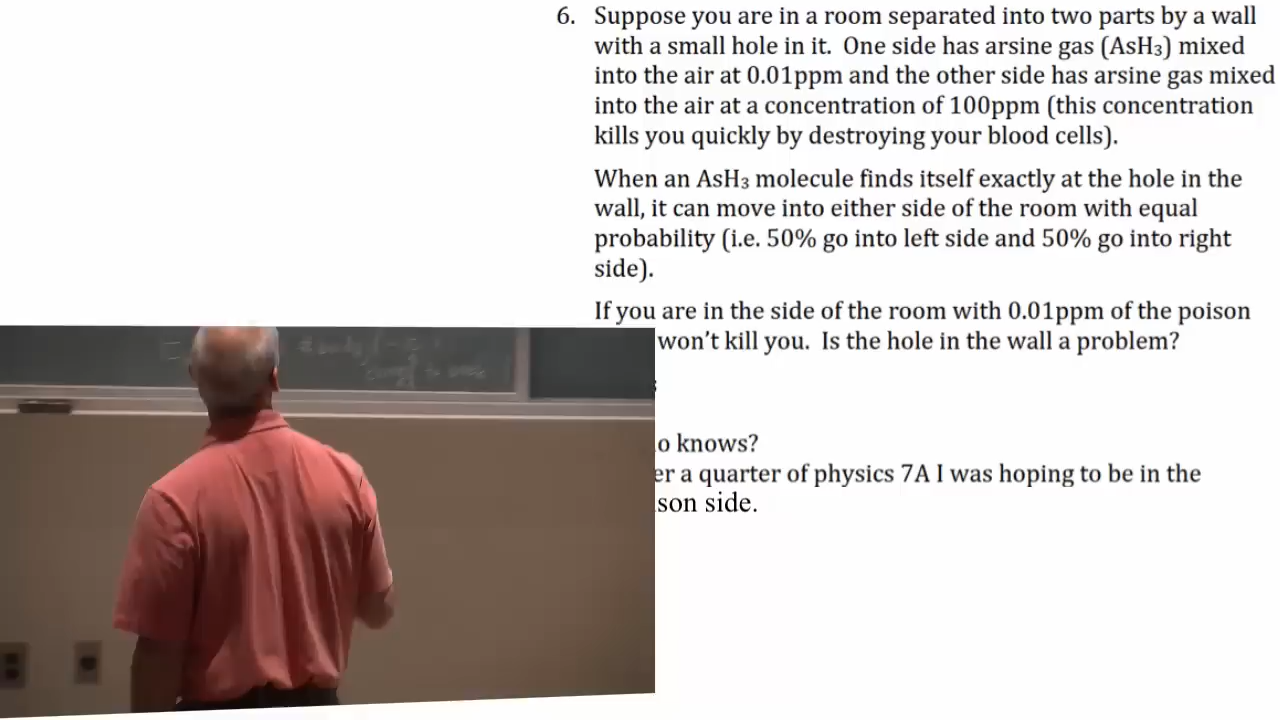 6. Suppose you are in a room separated into two parts by a wall
with a small hole in it. One side has arsine gas (AsH₃) mixed
into the air at 0.01ppm and the other side has arsine gas mixed
into the air at a concentration of 100ppm (this concentration
kills you quickly by destroying your blood cells).
When an AsH₃ molecule finds itself exactly at the hole in the
wall, it can move into either side of the room with equal
probability (i.e. 50% go into left side and 50% go into right
side).
If you are in the side of the room with 0.01ppm of the poison
won't kill you. Is the hole in the wall a problem?
knows?
a quarter of physics 7A I was hoping to be in the
side.